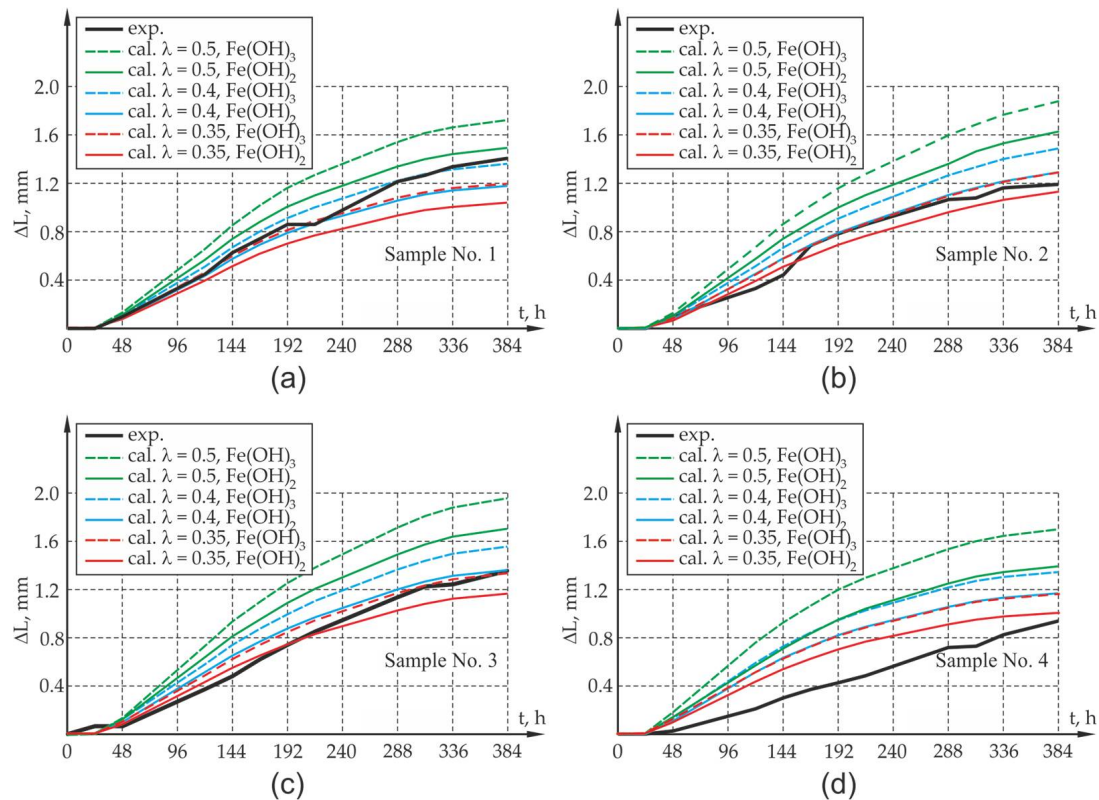 exp.
cal. λ = 0.5, Fe(OH)₃
cal. λ = 0.5, Fe(OH)₂
cal. λ = 0.4, Fe(OH)₃
cal. λ = 0.4, Fe(OH)₂
cal. λ = 0.35, Fe(OH)₃
cal. λ = 0.35, Fe(OH)₂
2.0
1.6
1.2
0.8
0.4
ΔL, mm
Sample No. 1
t, h
0 48 96 144 192 240 288 336 384
(a)
exp.
cal. λ = 0.5, Fe(OH)₃
cal. λ = 0.5, Fe(OH)₂
cal. λ = 0.4, Fe(OH)₃
cal. λ = 0.4, Fe(OH)₂
cal. λ = 0.35, Fe(OH)₃
cal. λ = 0.35, Fe(OH)₂
2.0
1.6
1.2
0.8
0.4
ΔL, mm
Sample No. 2
t, h
0 48 96 144 192 240 288 336 384
(b)
exp.
cal. λ = 0.5, Fe(OH)₃
cal. λ = 0.5, Fe(OH)₂
cal. λ = 0.4, Fe(OH)₃
cal. λ = 0.4, Fe(OH)₂
cal. λ = 0.35, Fe(OH)₃
cal. λ = 0.35, Fe(OH)₂
2.0
1.6
1.2
0.8
0.4
ΔL, mm
Sample No. 3
t, h
0 48 96 144 192 240 288 336 384
(c)
exp.
cal. λ = 0.5, Fe(OH)₃
cal. λ = 0.5, Fe(OH)₂
cal. λ = 0.4, Fe(OH)₃
cal. λ = 0.4, Fe(OH)₂
cal. λ = 0.35, Fe(OH)₃
cal. λ = 0.35, Fe(OH)₂
2.0
1.6
1.2
0.8
0.4
ΔL, mm
Sample No. 4
t, h
0 48 96 144 192 240 288 336 384
(d)